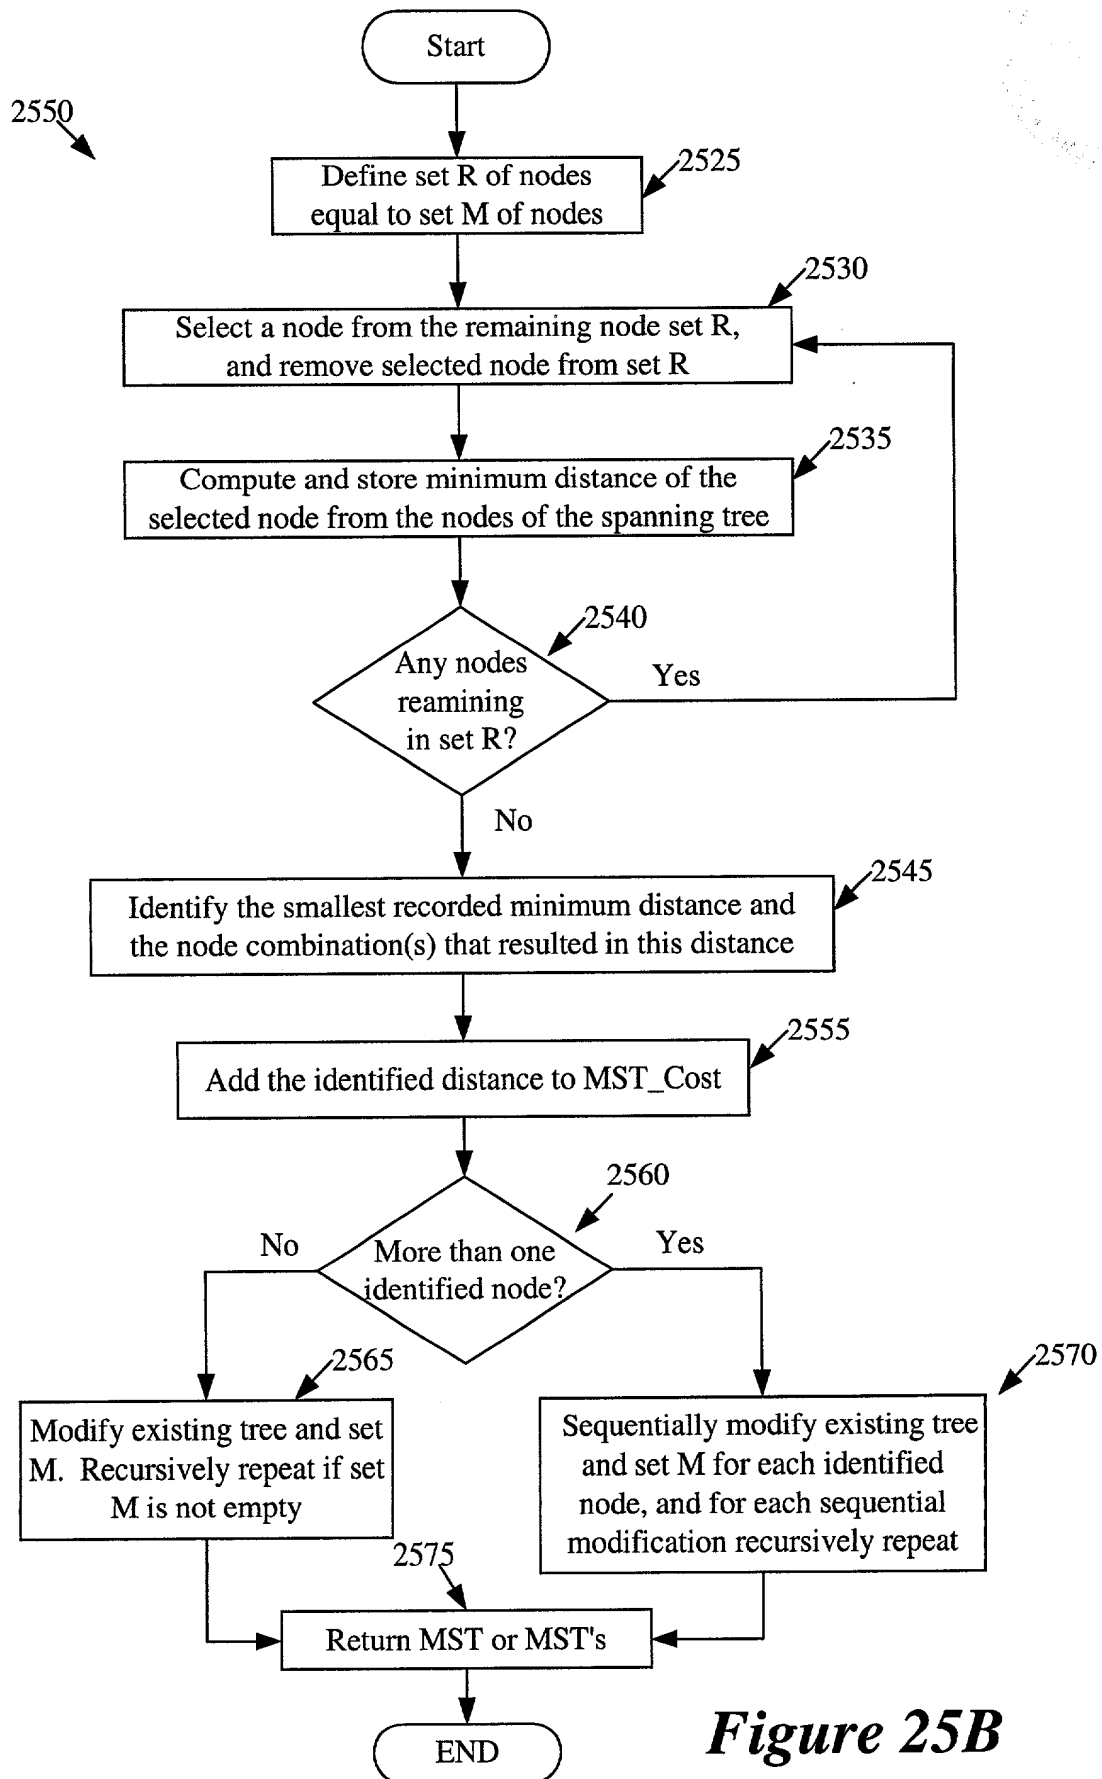 Start
2550
2525
Define set R of nodes
equal to set M of nodes
2530
Select a node from the remaining node set R,
and remove selected node from set R
2535
Compute and store minimum distance of the
selected node from the nodes of the spanning tree
2540
Any nodes
reamining
in set R?
Yes
No
2545
Identify the smallest recorded minimum distance and
the node combination(s) that resulted in this distance
2555
Add the identified distance to MST_Cost
2560
No
More than one
identified node?
Yes
2565
Modify existing tree and set
M. Recursively repeat if set
M is not empty
2570
Sequentially modify existing tree
and set M for each identified
node, and for each sequential
modification recursively repeat
2575
Return MST or MST's
END
Figure 25B